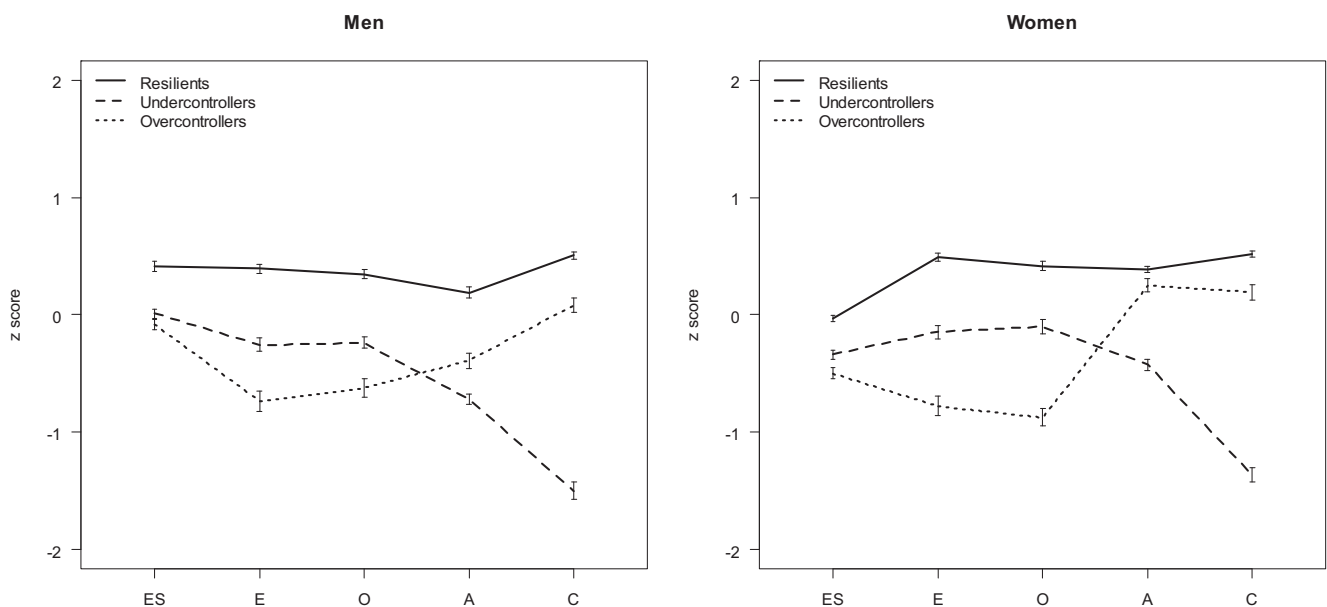 Men
2
1
0
-1
-2
z score
Resilients
Undercontrollers
Overcontrollers
ES E O A C
Women
2
1
0
-1
-2
z score
Resilients
Undercontrollers
Overcontrollers
ES E O A C